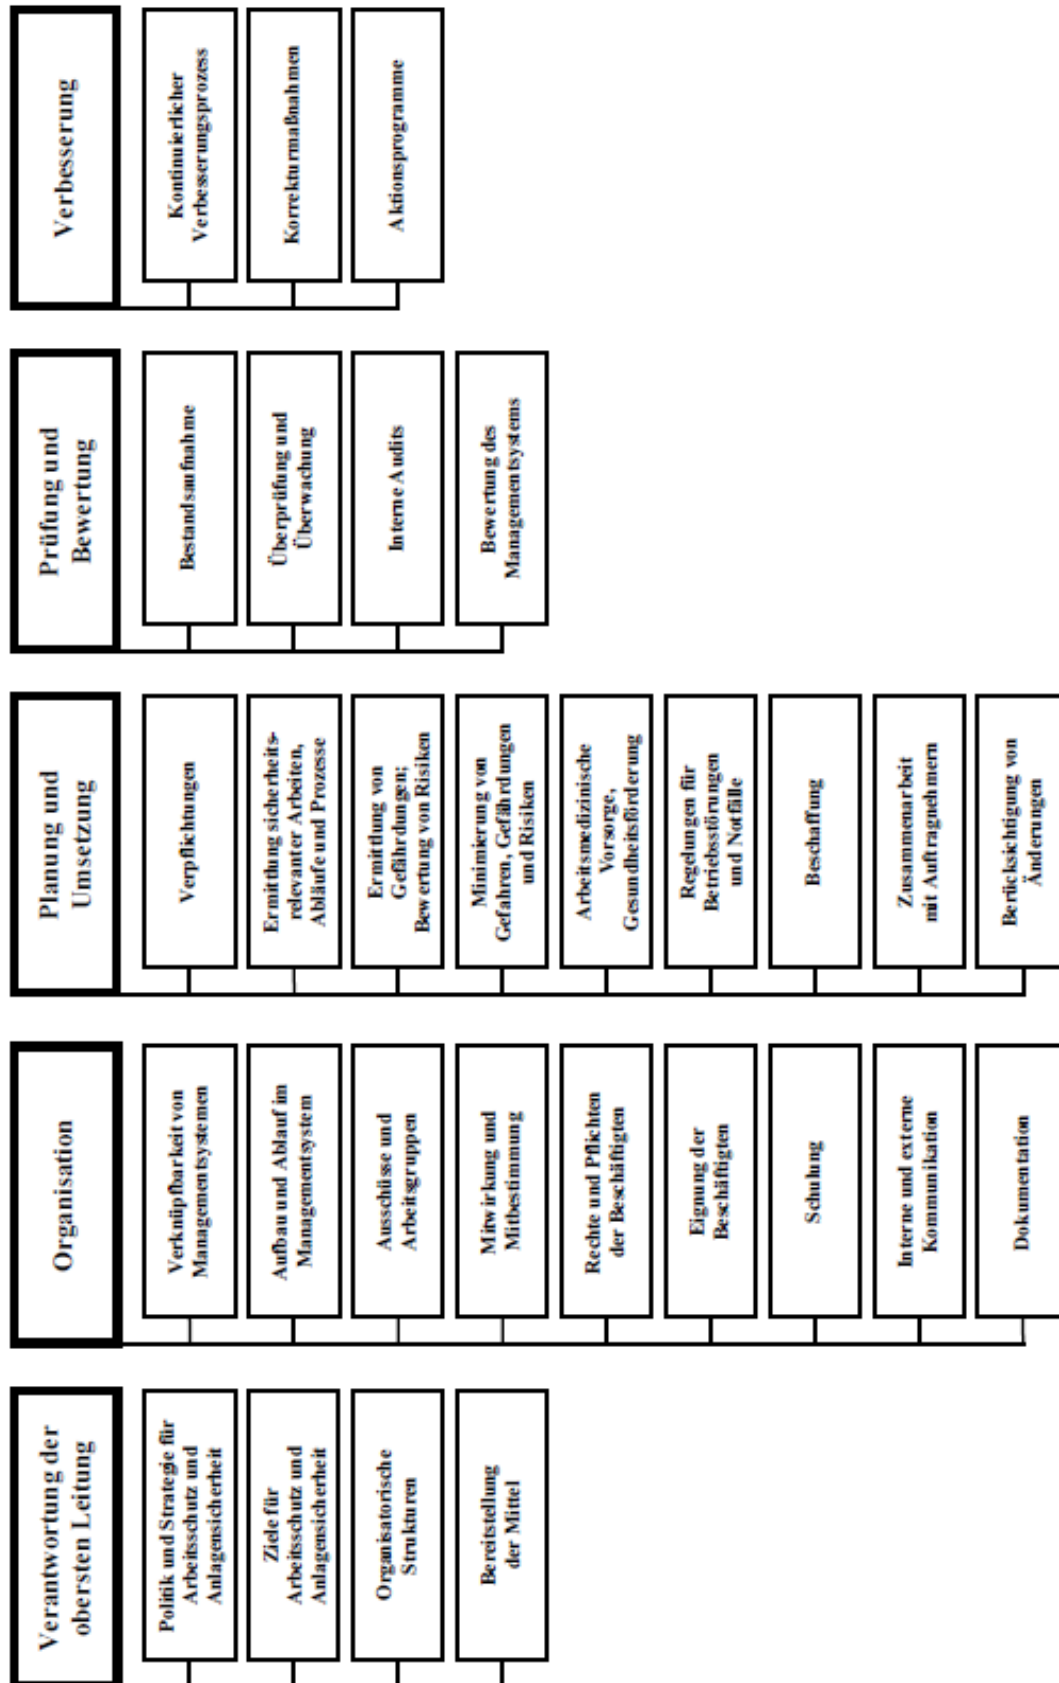 Verantwortung der
obersten Leitung
Politik und Strategie für
Arbeitsschutz und
Anlagensicherheit
Ziele für
Arbeitsschutz und
Anlagensicherheit
Organisatorische
Strukturen
Bereitstellung
der Mittel
Organisation
Verknüpfbarkeit von
Managementsystemen
Aufbau und Ablauf im
Managementsystem
Ausschüsse und
Arbeitsgruppen
Mitwirkung und
Mitbestimmung
Rechte und Pflichten
der Beschäftigten
Eignung der
Beschäftigten
Schulung
Interne und externe
Kommunikation
Dokumentation
Planung und
Umsetzung
Verpflichtungen
Ermittlung sicherheits-
relevanter Arbeiten,
Abläufe und Prozesse
Ermittlung von
Gefährdungen;
Bewertung von Risiken
Minimierung von
Gefahren, Gefährdungen
und Risiken
Arbeitsmedizinische
Vorsorge,
Gesundheitsförderung
Regelungen für
Betriebsstörungen
und Notfälle
Beschaffung
Zusammenarbeit
mit Auftragnehmern
Berücksichtigung von
Änderungen
Prüfung und
Bewertung
Bestandsaufnahme
Überprüfung und
Überwachung
Interne Audits
Bewertung des
Managementsystems
Verbesserung
Kontinuierlicher
Verbesserungsprozess
Korrekturmaßnahmen
Aktionsprogramme